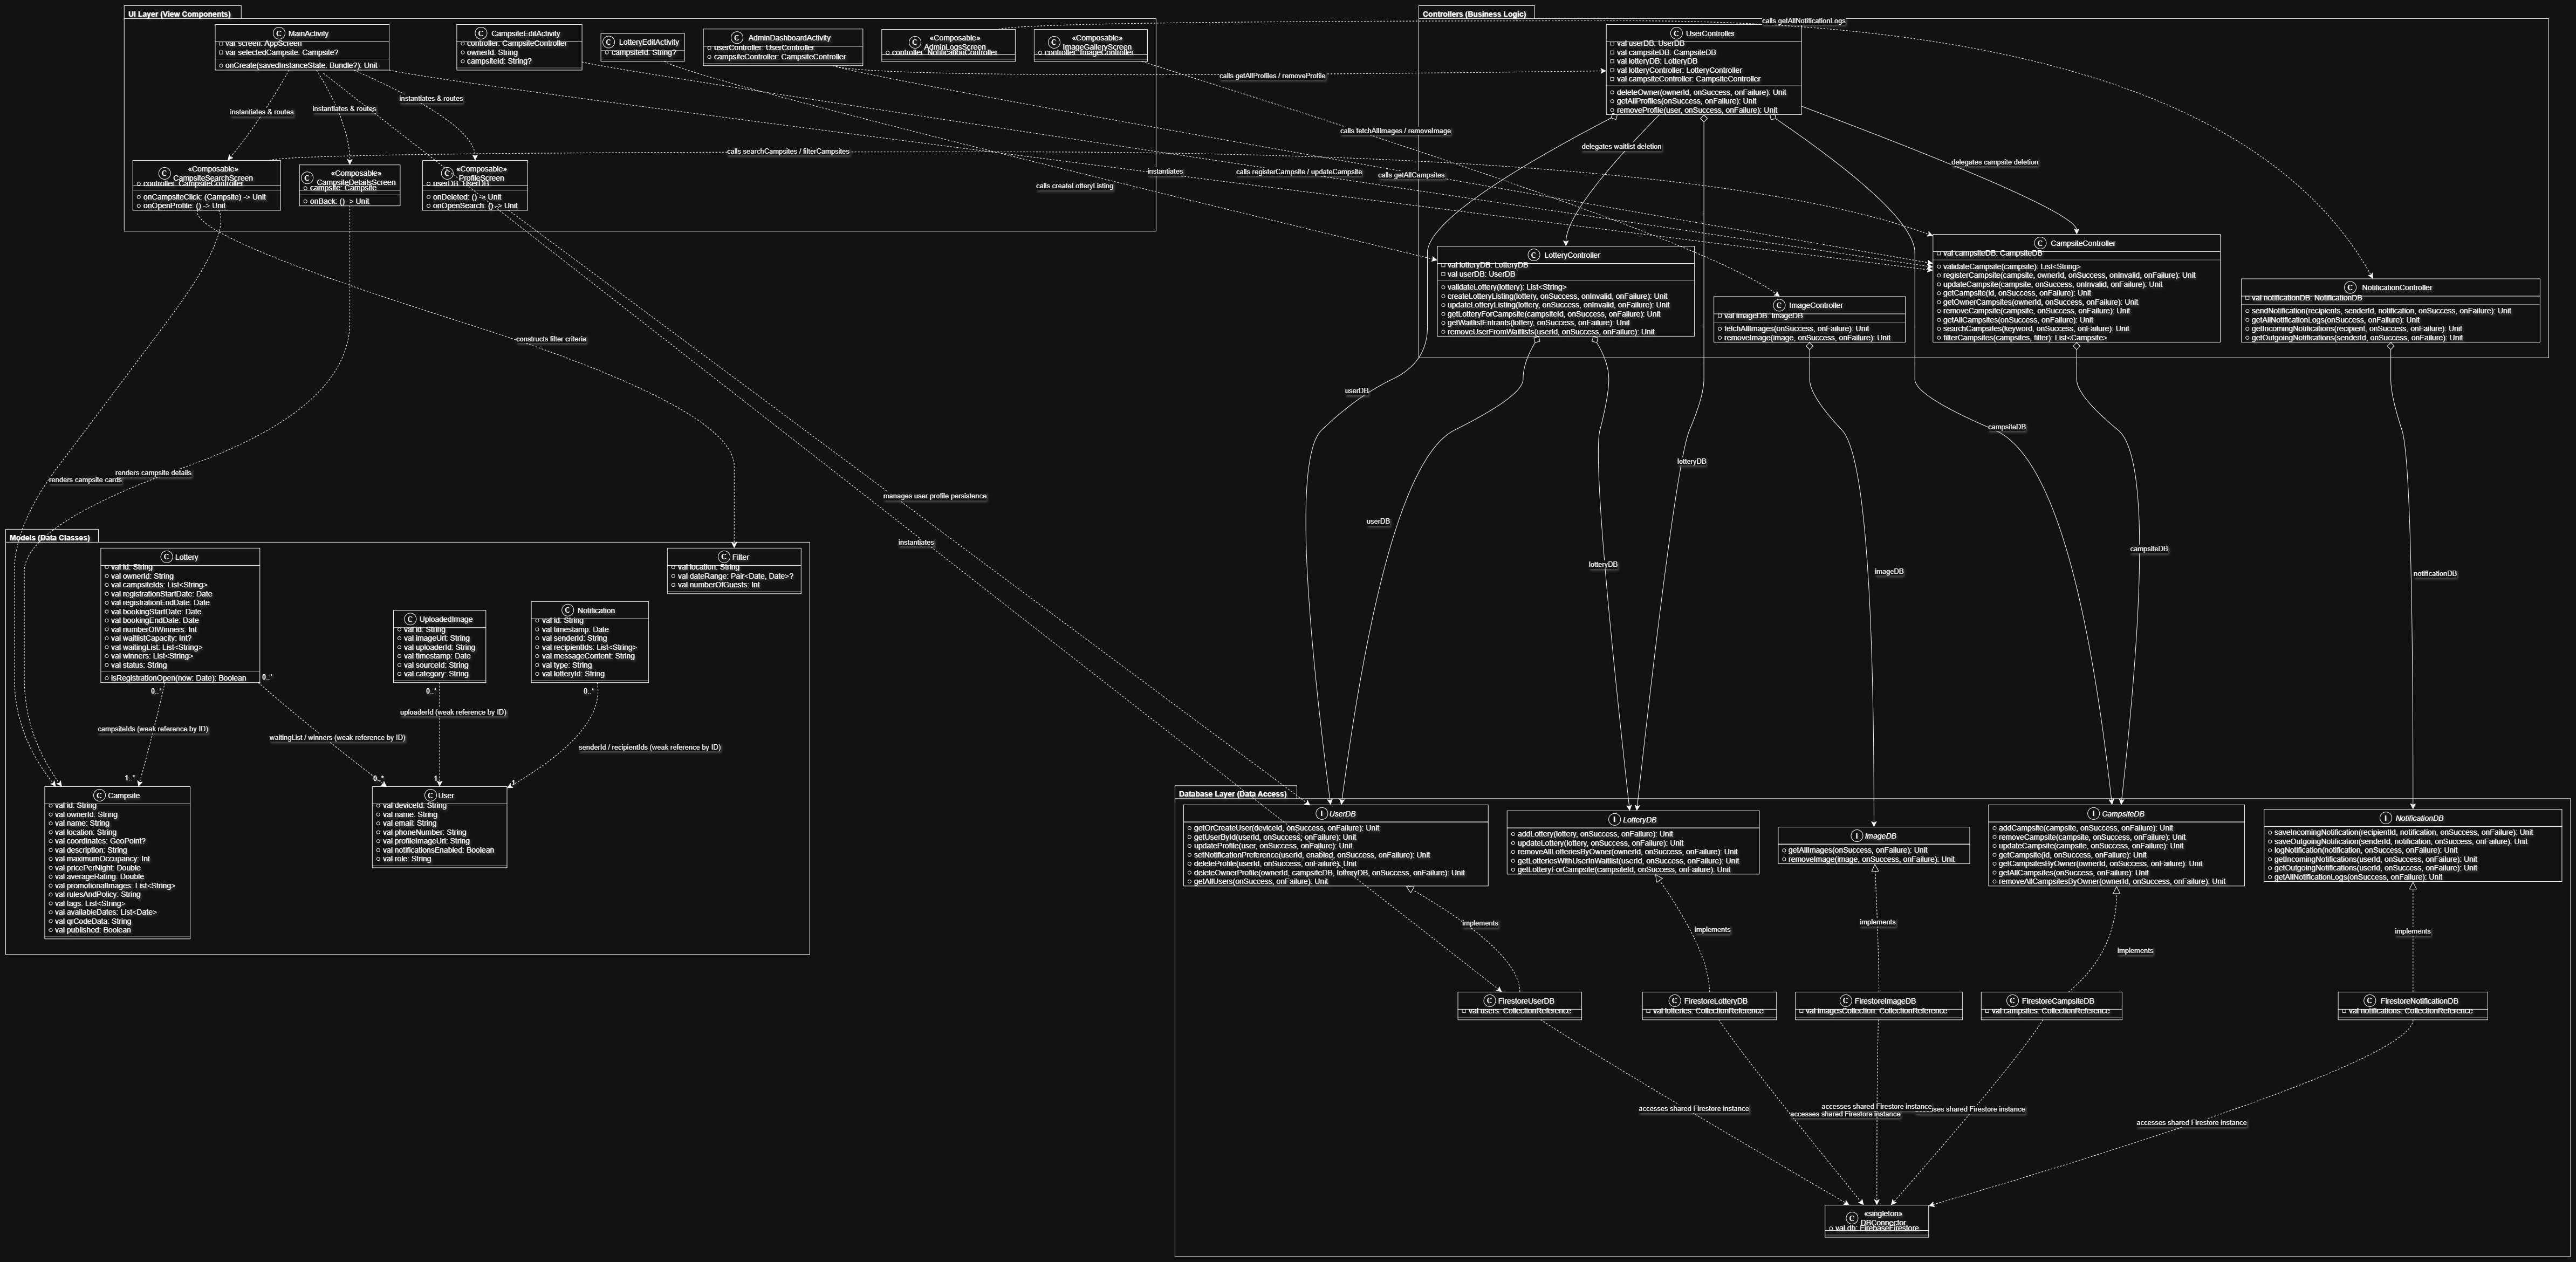 UI Layer (View Components)
C MainActivity
val screen: AppScreen
val selectedCampsite: Campsite?
onCreate(savedInstanceState: Bundle?): Unit
C CampsiteEditActivity
controller: CampsiteController
ownerId: String
campsiteId: String?
C LotteryEditActivity
campsiteId: String?
C AdminDashboardActivity
userController: UserController
campsiteController: CampsiteController
C «Composable»
AdminLogsScreen
controller: NotificationController
C «Composable»
ImageGalleryScreen
controller: ImageController
instantiates & routes
instantiates & routes
instantiates & routes
C «Composable»
CampsiteSearchScreen
controller: CampsiteController
onCampsiteClick: (Campsite) -> Unit
onOpenProfile: () -> Unit
C «Composable»
CampsiteDetailsScreen
campsite: Campsite
onBack: () -> Unit
C «Composable»
ProfileScreen
userDB: UserDB
onDeleted: () -> Unit
onOpenSearch: () -> Unit
Controllers (Business Logic)
calls getAllNotificationLogs
C UserController
val userDB: UserDB
val campsiteDB: CampsiteDB
val lotteryDB: LotteryDB
val lotteryController: LotteryController
val campsiteController: CampsiteController
deleteOwner(ownerId, onSuccess, onFailure): Unit
getAllProfiles(onSuccess, onFailure): Unit
removeProfile(user, onSuccess, onFailure): Unit
calls getAllProfiles / removeProfile
calls fetchAllImages / removeImage
calls searchCampsites / filterCampsites
instantiates
calls registerCampsite / updateCampsite
calls getAllCampsites
calls createLotteryListing
delegates waitlist deletion
delegates campsite deletion
C LotteryController
val lotteryDB: LotteryDB
val userDB: UserDB
validateLottery(lottery): List<String>
createLotteryListing(lottery, onSuccess, onInvalid, onFailure): Unit
updateLotteryListing(lottery, onSuccess, onInvalid, onFailure): Unit
getLotteryForCampsite(campsiteId, onSuccess, onFailure): Unit
getWaitlistEntrants(lottery, onSuccess, onFailure): Unit
removeUserFromWaitlists(userId, onSuccess, onFailure): Unit
C ImageController
val imageDB: ImageDB
fetchAllImages(onSuccess, onFailure): Unit
removeImage(image, onSuccess, onFailure): Unit
C CampsiteController
val campsiteDB: CampsiteDB
validateCampsite(campsite): List<String>
registerCampsite(campsite, ownerId, onSuccess, onInvalid, onFailure): Unit
updateCampsite(campsite, onSuccess, onInvalid, onFailure): Unit
getCampsite(id, onSuccess, onFailure): Unit
getOwnerCampsites(ownerId, onSuccess, onFailure): Unit
removeCampsite(campsite, onSuccess, onFailure): Unit
getAllCampsites(onSuccess, onFailure): Unit
searchCampsites(keyword, onSuccess, onFailure): Unit
filterCampsites(campsites, filter): List<Campsite>
C NotificationController
val notificationDB: NotificationDB
sendNotification(recipients, senderId, notification, onSuccess, onFailure): Unit
getAllNotificationLogs(onSuccess, onFailure): Unit
getIncomingNotifications(recipient, onSuccess, onFailure): Unit
getOutgoingNotifications(senderId, onSuccess, onFailure): Unit
constructs filter criteria
renders campsite details
renders campsite cards
manages user profile persistence
instantiates
userDB
userDB
lotteryDB
lotteryDB
imageDB
campsiteDB
campsiteDB
notificationDB
Models (Data Classes)
C Lottery
val id: String
val ownerId: String
val campsiteIds: List<String>
val registrationStartDate: Date
val registrationEndDate: Date
val bookingStartDate: Date
val bookingEndDate: Date
val numberOfWinners: Int
val waitlistCapacity: Int?
val waitingList: List<String>
val winners: List<String>
val status: String
isRegistrationOpen(now: Date): Boolean
C UploadedImage
val id: String
val imageUrl: String
val uploaderId: String
val timestamp: Date
val sourceId: String
val category: String
C Notification
val id: String
val timestamp: Date
val senderId: String
val recipientIds: List<String>
val messageContent: String
val type: String
val lotteryId: String
C Filter
val location: String
val dateRange: Pair<Date, Date>?
val numberOfGuests: Int
0..*
0..*
0..*
0..*
campsiteIds (weak reference by ID)
waitingList / winners (weak reference by ID)
uploaderId (weak reference by ID)
senderId / recipientIds (weak reference by ID)
1..*
0..*
1
1
C Campsite
val id: String
val ownerId: String
val name: String
val location: String
val coordinates: GeoPoint?
val description: String
val maximumOccupancy: Int
val pricePerNight: Double
val averageRating: Double
val promotionalImages: List<String>
val rulesAndPolicy: String
val tags: List<String>
val availableDates: List<Date>
val qrCodeData: String
val published: Boolean
C User
val deviceId: String
val name: String
val email: String
val phoneNumber: String
val profileImageUrl: String
val notificationsEnabled: Boolean
val role: String
Database Layer (Data Access)
I UserDB
getOrCreateUser(deviceId, onSuccess, onFailure): Unit
getUserById(userId, onSuccess, onFailure): Unit
updateProfile(user, onSuccess, onFailure): Unit
setNotificationPreference(userId, enabled, onSuccess, onFailure): Unit
deleteOwnerProfile(ownerId, campsiteDB, lotteryDB, onSuccess, onFailure): Unit
deleteProfile(userId, onSuccess, onFailure): Unit
getAllUsers(onSuccess, onFailure): Unit
I LotteryDB
addLottery(lottery, onSuccess, onFailure): Unit
updateLottery(lottery, onSuccess, onFailure): Unit
removeAllLotteriesByOwner(ownerId, onSuccess, onFailure): Unit
getLotteriesWithUserInWaitlist(userId, onSuccess, onFailure): Unit
getLotteryForCampsite(campsiteId, onSuccess, onFailure): Unit
I ImageDB
getAllImages(onSuccess, onFailure): Unit
removeImage(image, onSuccess, onFailure): Unit
I CampsiteDB
addCampsite(campsite, onSuccess, onFailure): Unit
removeCampsite(campsite, onSuccess, onFailure): Unit
updateCampsite(campsite, onSuccess, onFailure): Unit
getCampsite(id, onSuccess, onFailure): Unit
getCampsitesByOwner(ownerId, onSuccess, onFailure): Unit
getAllCampsites(onSuccess, onFailure): Unit
removeAllCampsitesByOwner(ownerId, onSuccess, onFailure): Unit
I NotificationDB
saveIncomingNotification(recipientId, notification, onSuccess, onFailure): Unit
saveOutgoingNotification(senderId, notification, onSuccess, onFailure): Unit
logNotification(notification, onSuccess, onFailure): Unit
getIncomingNotifications(userId, onSuccess, onFailure): Unit
getOutgoingNotifications(userId, onSuccess, onFailure): Unit
getAllNotificationLogs(onSuccess, onFailure): Unit
implements
implements
implements
implements
implements
C FirestoreUserDB
val users: CollectionReference
C FirestoreLotteryDB
val lotteries: CollectionReference
C FirestoreImageDB
val imagesCollection: CollectionReference
C FirestoreCampsiteDB
val campsites: CollectionReference
C FirestoreNotificationDB
val notifications: CollectionReference
accesses shared Firestore instance
accesses shared Firestore instance
accesses shared Firestore instance
shared Firestore instance
accesses shared Firestore instance
C «singleton»
DBConnector
val db: FirebaseFirestore